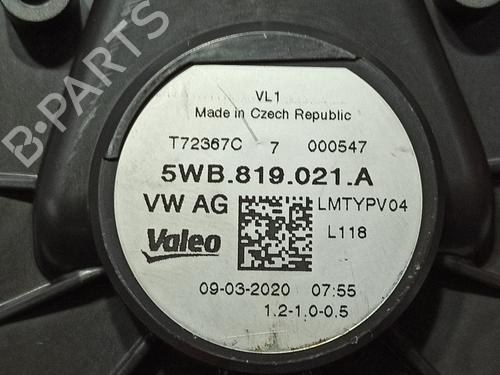 VL1
Made in Czech Republic
T72367C 7 000547
5WB.819.021.A
VW AG LMTYPV04
Valeo L118
09-03-2020 07:55
1.2-1.0-0.5
B-PARTS